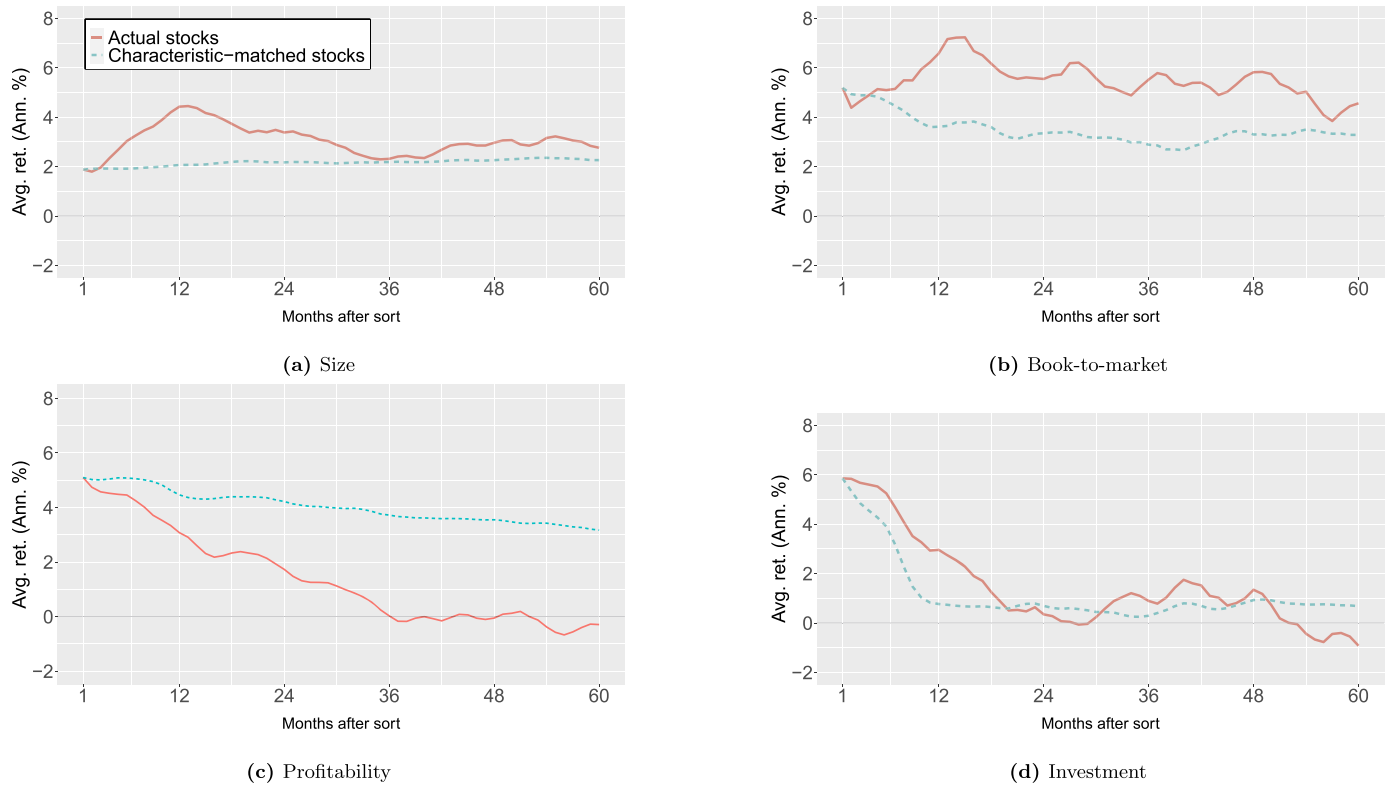 8
6
4
2
0
−2
Avg. ret. (Ann. %)
Actual stocks
Characteristic−matched stocks
1 12 24 36 48 60
Months after sort
(a) Size
8
6
4
2
0
−2
Avg. ret. (Ann. %)
1 12 24 36 48 60
Months after sort
(b) Book-to-market
8
6
4
2
0
−2
Avg. ret. (Ann. %)
1 12 24 36 48 60
Months after sort
(c) Profitability
8
6
4
2
0
−2
Avg. ret. (Ann. %)
1 12 24 36 48 60
Months after sort
(d) Investment